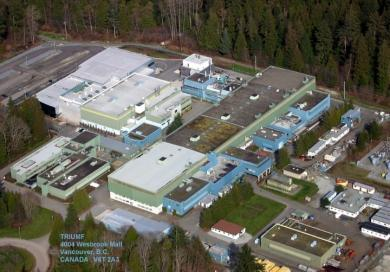 TRIUMF
4004 Wesbrook Mall
Vancouver, B.C.
CANADA V6T 2A3